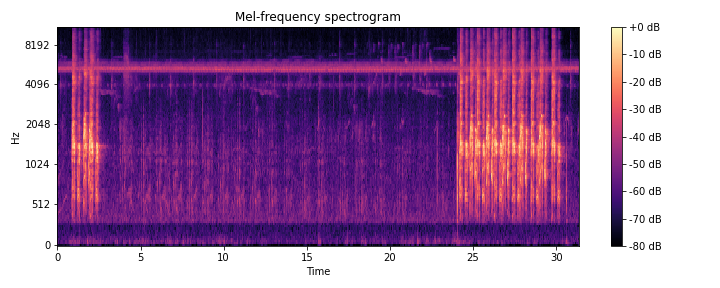 Mel-frequency spectrogram
+0 dB
8192
-10 dB
4096
-20 dB
-30 dB
Hz
2048
-40 dB
1024
-50 dB
-60 dB
512
-70 dB
0
-80 dB
0 5 10 15 20 25 30
Time